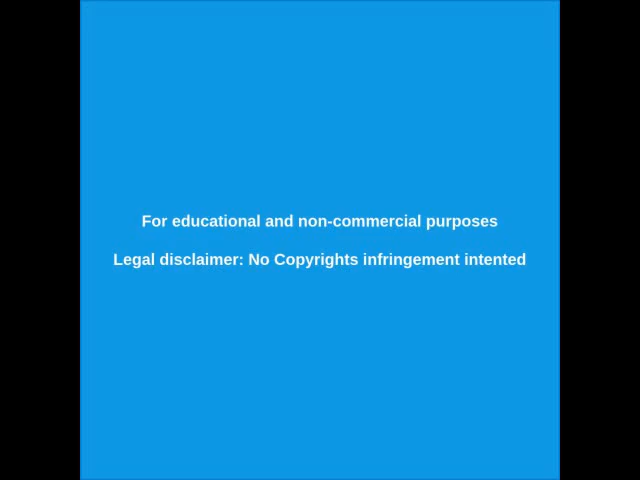 For educational and non-commercial purposes
Legal disclaimer: No Copyrights infringement intented